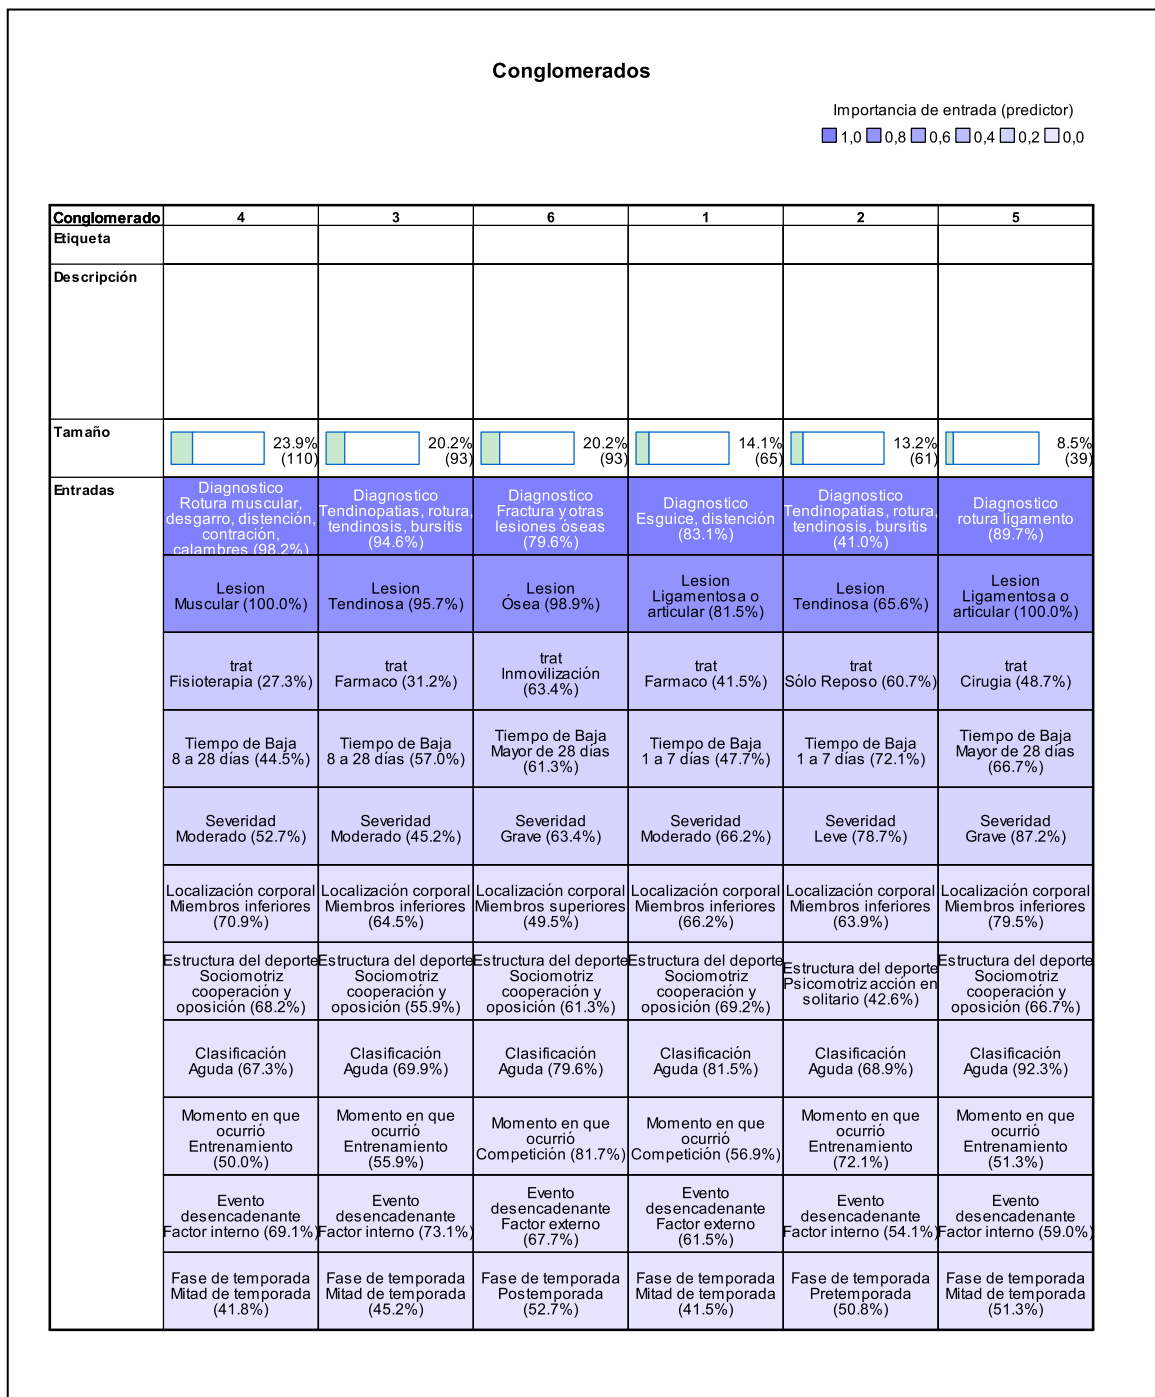 Conglomerados
Importancia de entrada (predictor)
1,0 0,8 0,6 0,4 0,2 0,0
Conglomerado 4 3 6 1 2 5
Etiqueta
Descripción
Tamaño
23.9% (110)
20.2% (93)
20.2% (93)
14.1% (65)
13.2% (61)
8.5% (39)
Entradas
Diagnostico
Rotura muscular,
desgarro, distención,
contración,
calambres (98.2%)
Diagnostico
Tendinopatias, rotura,
tendinosis, bursitis
(94.6%)
Diagnostico
Fractura y otras
lesiones óseas
(79.6%)
Diagnostico
Esguice, distención
(83.1%)
Diagnostico
Tendinopatias, rotura,
tendinosis, bursitis
(41.0%)
Diagnostico
rotura ligamento
(89.7%)
Lesion
Muscular (100.0%)
Lesion
Tendinosa (95.7%)
Lesion
Ósea (98.9%)
Lesion
Ligamentosa o
articular (81.5%)
Lesion
Tendinosa (65.6%)
Lesion
Ligamentosa o
articular (100.0%)
trat
Fisioterapia (27.3%)
trat
Farmaco (31.2%)
trat
Inmovilización
(63.4%)
trat
Farmaco (41.5%)
trat
Sólo Reposo (60.7%)
trat
Cirugia (48.7%)
Tiempo de Baja
8 a 28 días (44.5%)
Tiempo de Baja
8 a 28 días (57.0%)
Tiempo de Baja
Mayor de 28 días
(61.3%)
Tiempo de Baja
1 a 7 días (47.7%)
Tiempo de Baja
1 a 7 días (72.1%)
Tiempo de Baja
Mayor de 28 días
(66.7%)
Severidad
Moderado (52.7%)
Severidad
Moderado (45.2%)
Severidad
Grave (63.4%)
Severidad
Moderado (66.2%)
Severidad
Leve (78.7%)
Severidad
Grave (87.2%)
Localización corporal
Miembros inferiores
(70.9%)
Localización corporal
Miembros inferiores
(64.5%)
Localización corporal
Miembros superiores
(49.5%)
Localización corporal
Miembros inferiores
(66.2%)
Localización corporal
Miembros inferiores
(63.9%)
Localización corporal
Miembros inferiores
(79.5%)
Estructura del deporte
Sociomotriz
cooperación y
oposición (68.2%)
Estructura del deporte
Sociomotriz
cooperación y
oposición (55.9%)
Estructura del deporte
Sociomotriz
cooperación y
oposición (61.3%)
Estructura del deporte
Sociomotriz
cooperación y
oposición (69.2%)
Estructura del deporte
Psicomotriz acción en
solitario (42.6%)
Estructura del deporte
Sociomotriz
cooperación y
oposición (66.7%)
Clasificación
Aguda (67.3%)
Clasificación
Aguda (69.9%)
Clasificación
Aguda (79.6%)
Clasificación
Aguda (81.5%)
Clasificación
Aguda (68.9%)
Clasificación
Aguda (92.3%)
Momento en que
ocurrió
Entrenamiento
(50.0%)
Momento en que
ocurrió
Entrenamiento
(55.9%)
Momento en que
ocurrió
Competición (81.7%)
Momento en que
ocurrió
Competición (56.9%)
Momento en que
ocurrió
Entrenamiento
(72.1%)
Momento en que
ocurrió
Entrenamiento
(51.3%)
Evento
desencadenante
Factor interno (69.1%)
Evento
desencadenante
Factor interno (73.1%)
Evento
desencadenante
Factor externo
(67.7%)
Evento
desencadenante
Factor externo
(61.5%)
Evento
desencadenante
Factor interno (54.1%)
Evento
desencadenante
Factor interno (59.0%)
Fase de temporada
Mitad de temporada
(41.8%)
Fase de temporada
Mitad de temporada
(45.2%)
Fase de temporada
Postemporada
(52.7%)
Fase de temporada
Mitad de temporada
(41.5%)
Fase de temporada
Pretemporada
(50.8%)
Fase de temporada
Mitad de temporada
(51.3%)